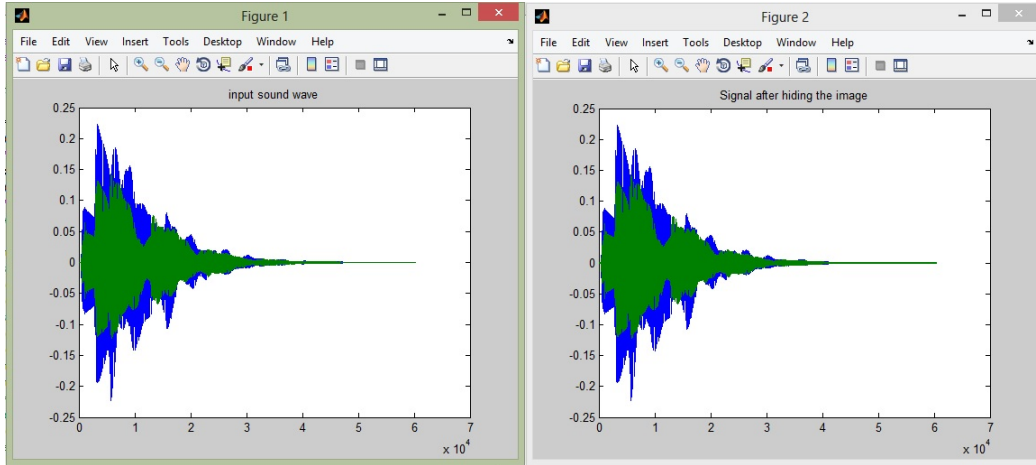 Figure 1
File Edit View Insert Tools Desktop Window Help
input sound wave
0.25
0.2
0.15
0.1
0.05
0
-0.05
-0.1
-0.15
-0.2
-0.25
0 1 2 3 4 5 6 7
x 10^4
Figure 2
File Edit View Insert Tools Desktop Window Help
Signal after hiding the image
0.25
0.2
0.15
0.1
0.05
0
-0.05
-0.1
-0.15
-0.2
-0.25
0 1 2 3 4 5 6 7
x 10^4